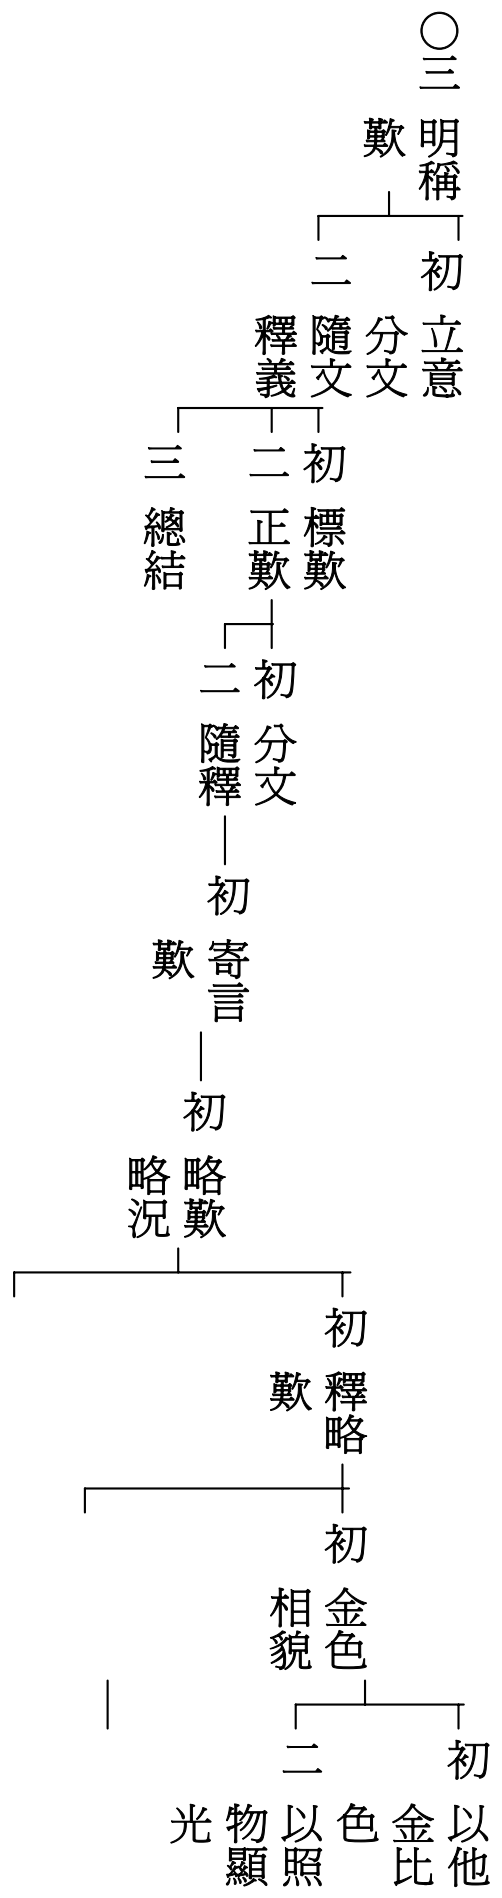 ○三 明稱歎
初 立意分文
二 隨文釋義
初 標歎
二 正歎
三 總結
初 分文
二 隨釋
初 寄言歎
初 略歎略況
初 釋略歎
初 金色相貌
初 以他金比色
二 以照物顯光